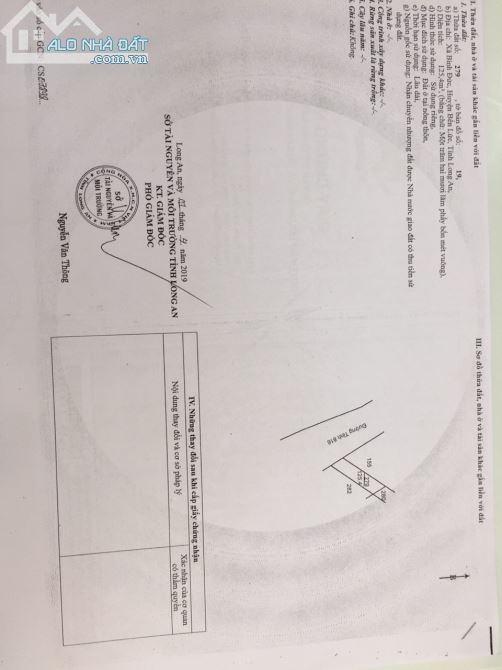 II. Thửa đất, nhà ở và tài sản khác gắn liền với đất
1. Thửa đất:
a) Thửa đất số: 279 , tờ bản đồ số: 19,
b) Địa chỉ: Xã Bình Đức, Huyện Bến Lức, Tỉnh Long An,
c) Diện tích: 125,4m², (bằng chữ: Một trăm hai mươi lăm phẩy bốn mét vuông),
d) Hình thức sử dụng: Sử dụng riêng,
đ) Mục đích sử dụng: Đất ở tại nông thôn,
e) Thời hạn sử dụng: Lâu dài,
g) Nguồn gốc sử dụng: Nhận chuyển nhượng đất được Nhà nước giao đất có thu tiền sử
dụng đất.
2. Nhà ở: -/-.
3. Công trình xây dựng khác: -/-.
4. Rừng sản xuất là rừng trồng: -/-.
5. Cây lâu năm: -/-.
6. Ghi chú: Không.
Long An, ngày tháng năm 2019
SỞ TÀI NGUYÊN VÀ MÔI TRƯỜNG TỈNH LONG AN
KT. GIÁM ĐỐC
PHÓ GIÁM ĐỐC
SỞ
TÀI NGUYÊN VÀ
MÔI TRƯỜNG
Nguyễn Văn Thông
GCN: CS
III. Sơ đồ thửa đất, nhà ở và tài sản khác gắn liền với đất
B
Đường Tỉnh 816
155
279
125.4
280
282
IV. Những thay đổi sau khi cấp giấy chứng nhận
Nội dung thay đổi và cơ sở pháp lý
Xác nhận của cơ quan
có thẩm quyền
ALO NHÀ ĐẤT
.com.vn